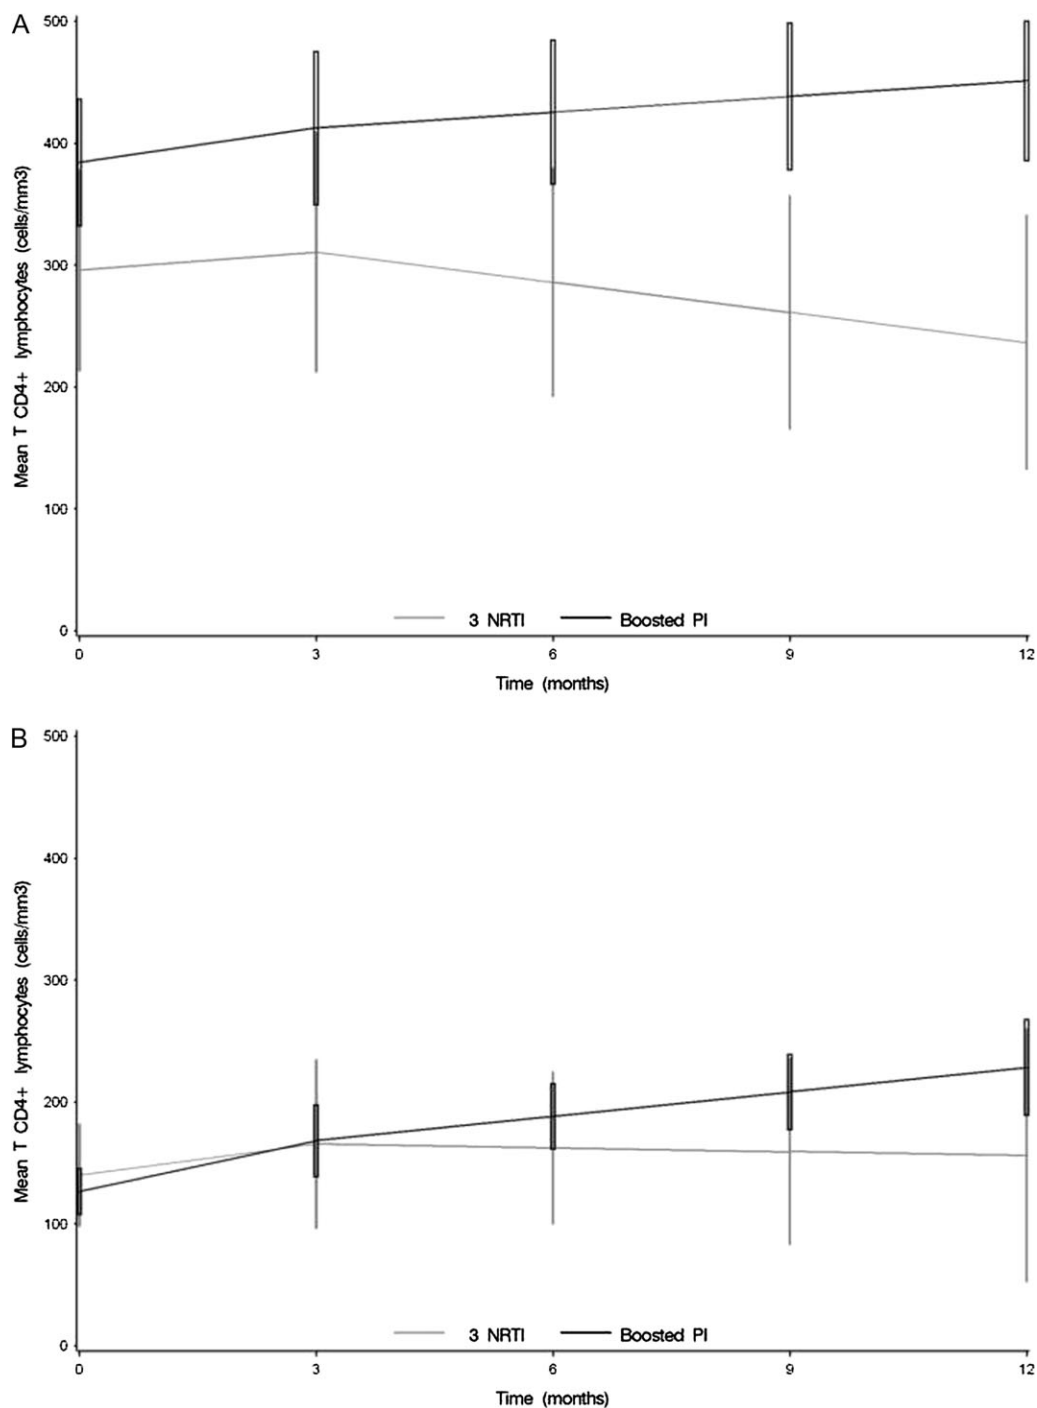 A
500
400
300
200
100
0
Mean T CD4+ lymphocytes (cells/mm3)
3 NRTI Boosted PI
0 3 6 9 12
Time (months)
B
500
400
300
200
100
0
Mean T CD4+ lymphocytes (cells/mm3)
3 NRTI Boosted PI
0 3 6 9 12
Time (months)